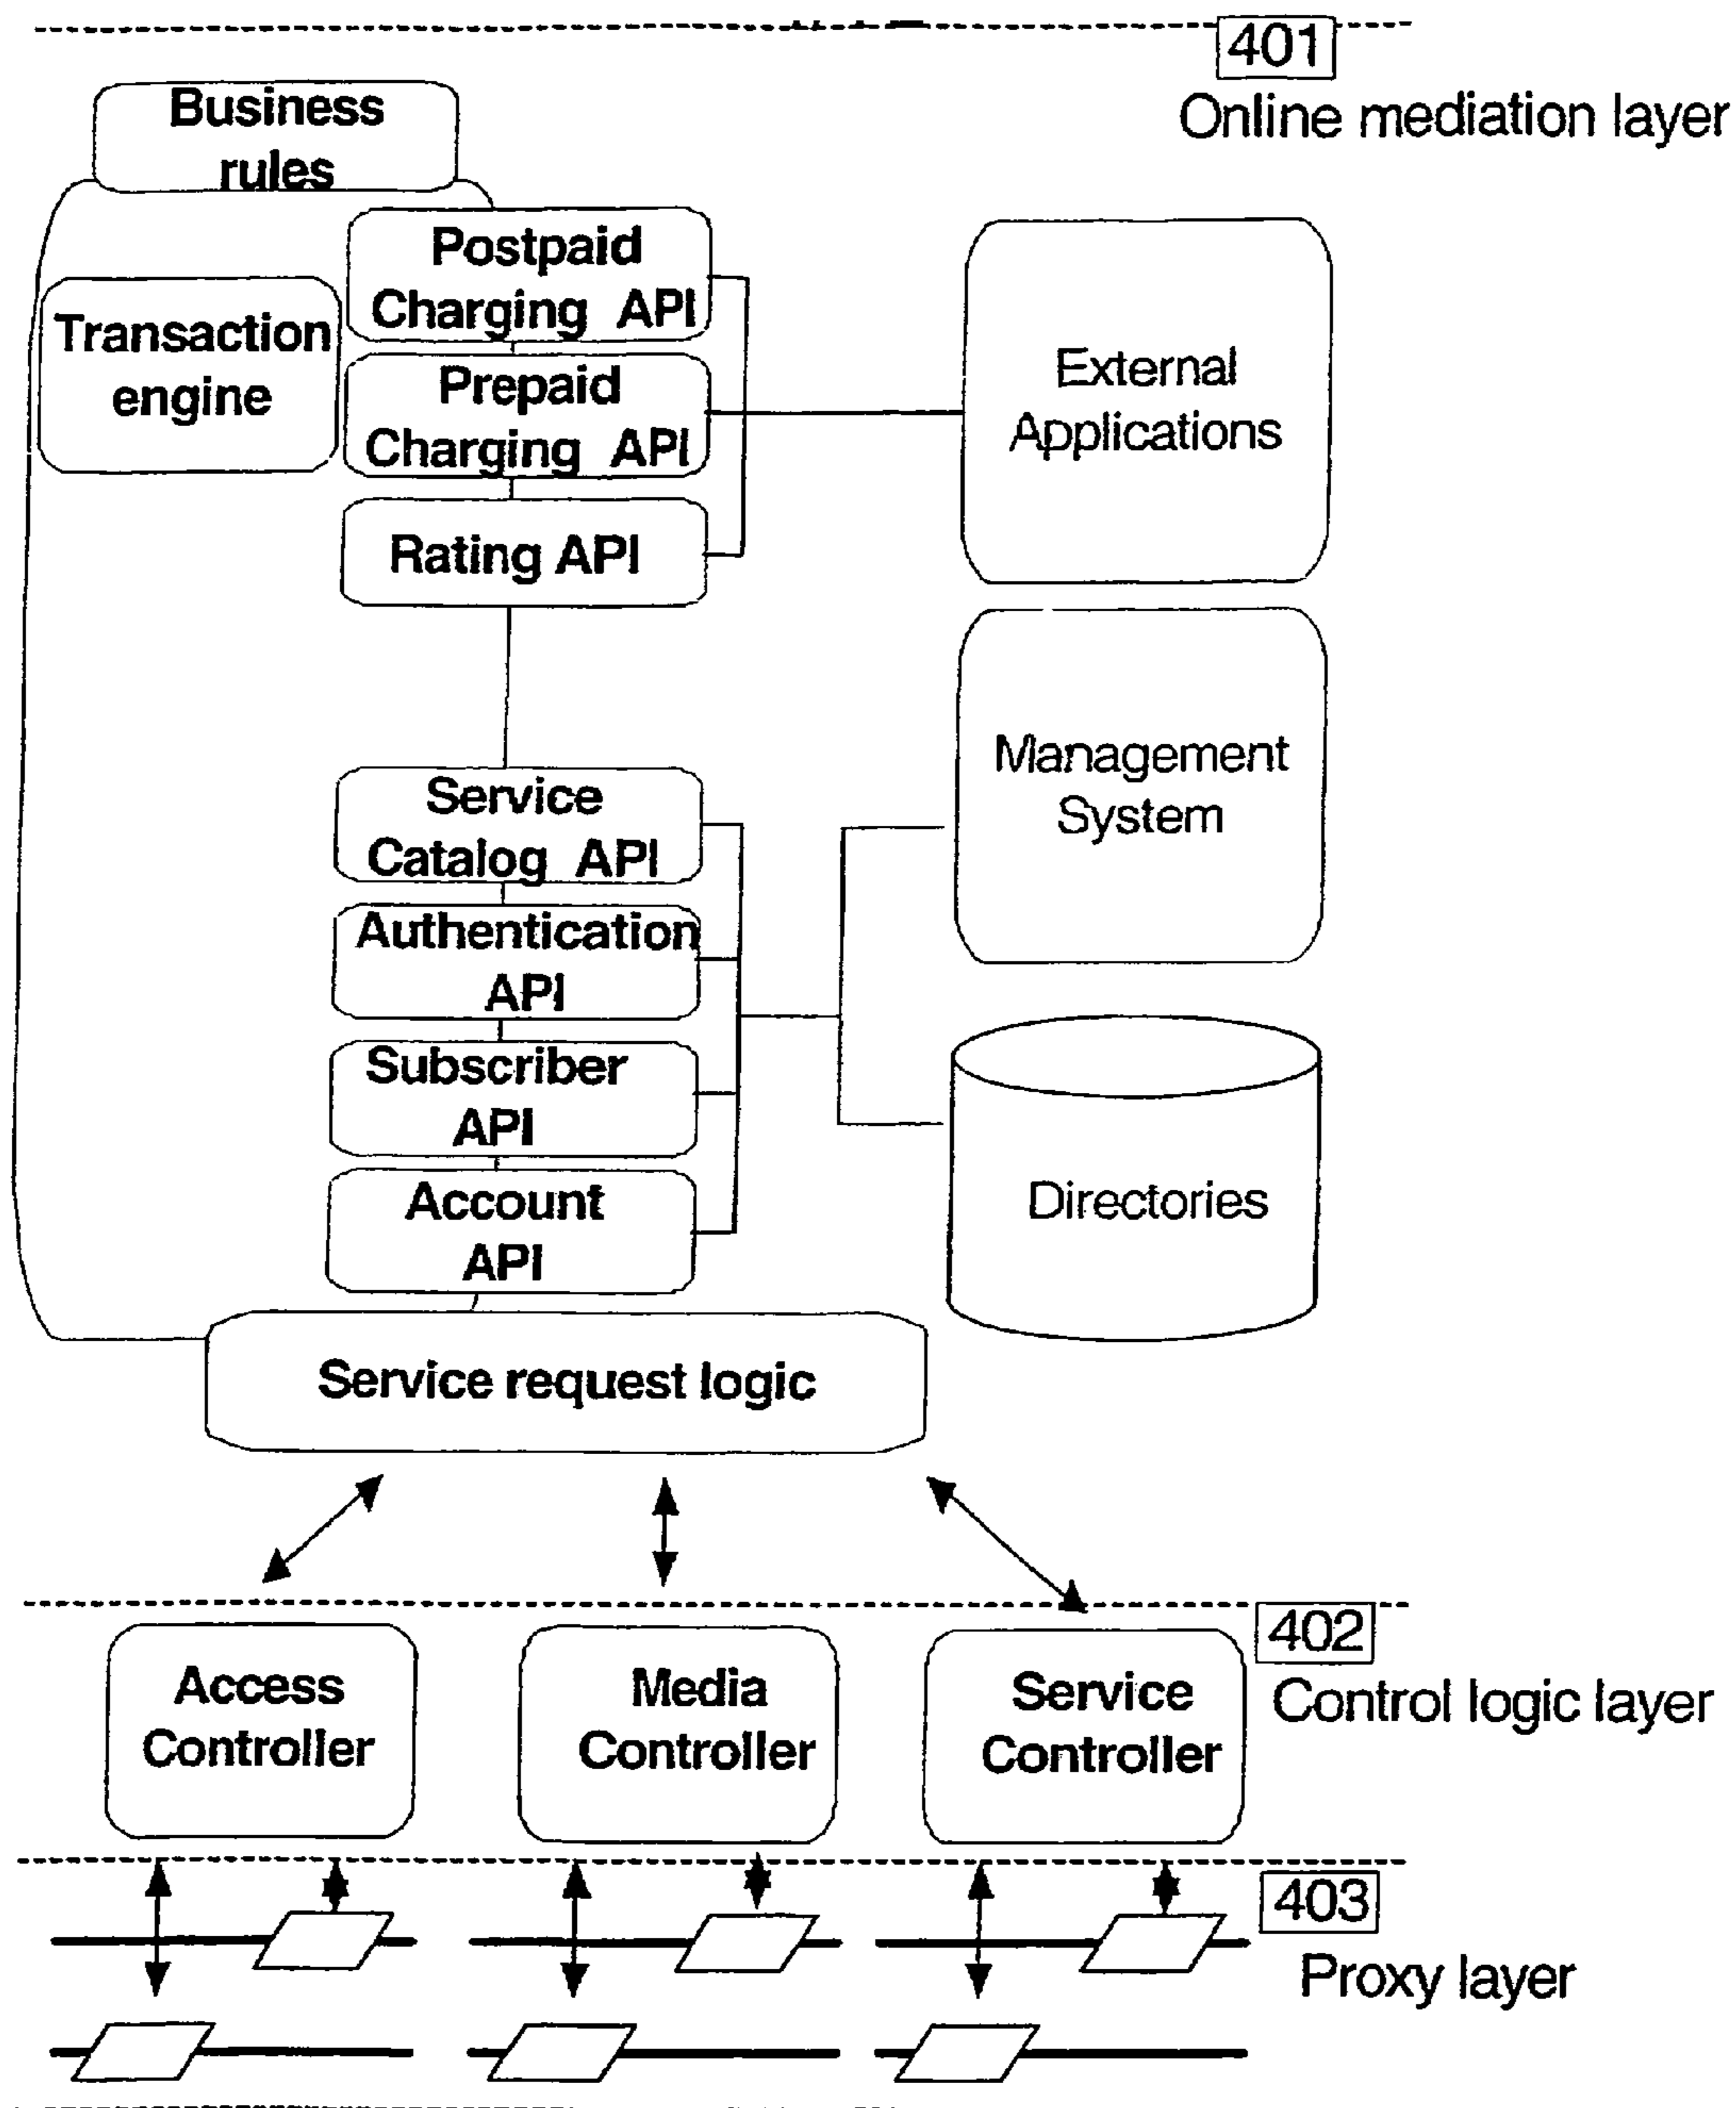 401
Online mediation layer
Business
rules
Postpaid
Charging API
Transaction
engine
Prepaid
Charging API
Rating API
External
Applications
Management
System
Service
Catalog API
Authentication
API
Subscriber
API
Account
API
Directories
Service request logic
402
Control logic layer
Access
Controller
Media
Controller
Service
Controller
403
Proxy layer